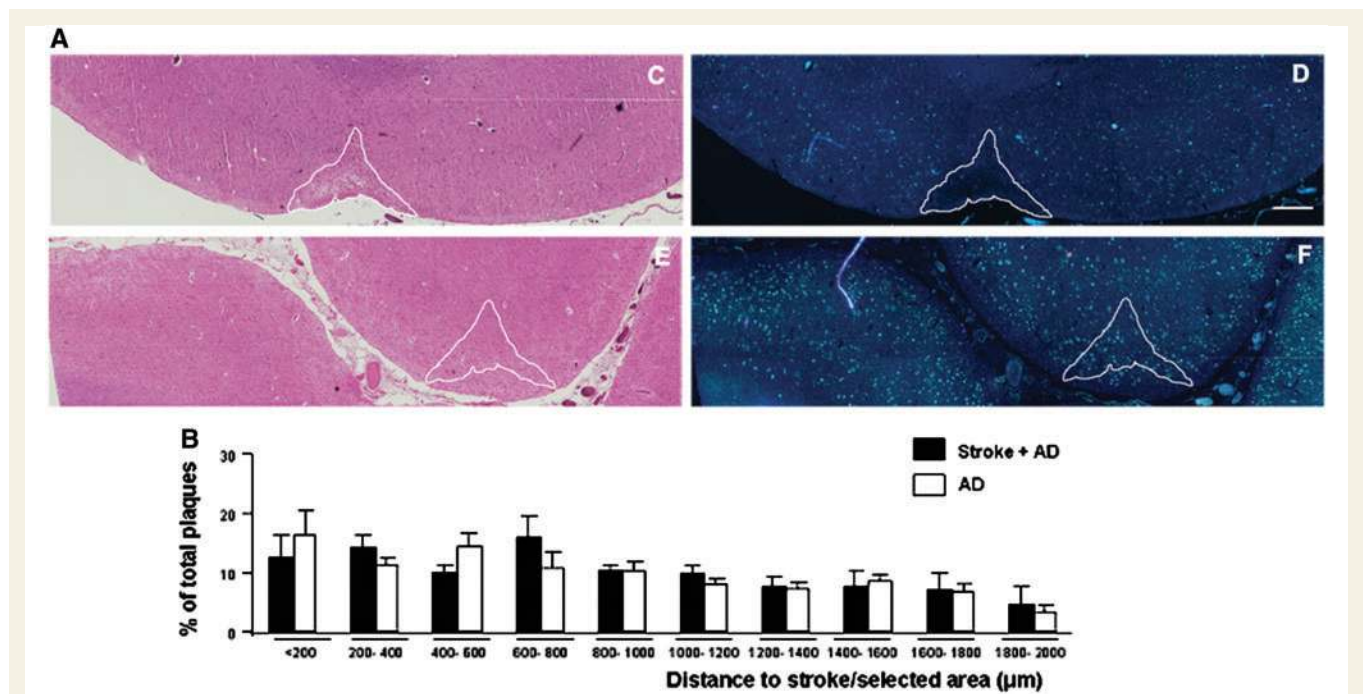 A
C
D
E
F
B
% of total plaques
30
20
10
0
Stroke + AD
AD
<200 200- 400 400- 600 600- 800 800- 1000 1000- 1200 1200- 1400 1400- 1600 1600- 1800 1800- 2000
Distance to stroke/selected area (µm)